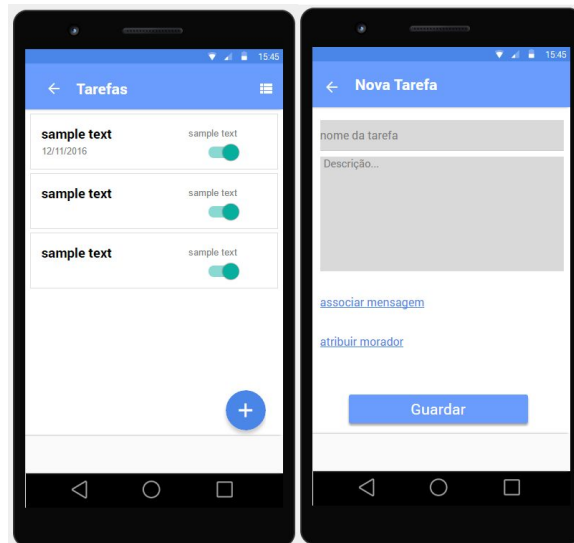 15:45
Tarefas
sample text
sample text
12/11/2016
sample text
sample text
sample text
sample text
15:45
Nova Tarefa
nome da tarefa
Descrição...
associar mensagem
atribuir morador
Guardar